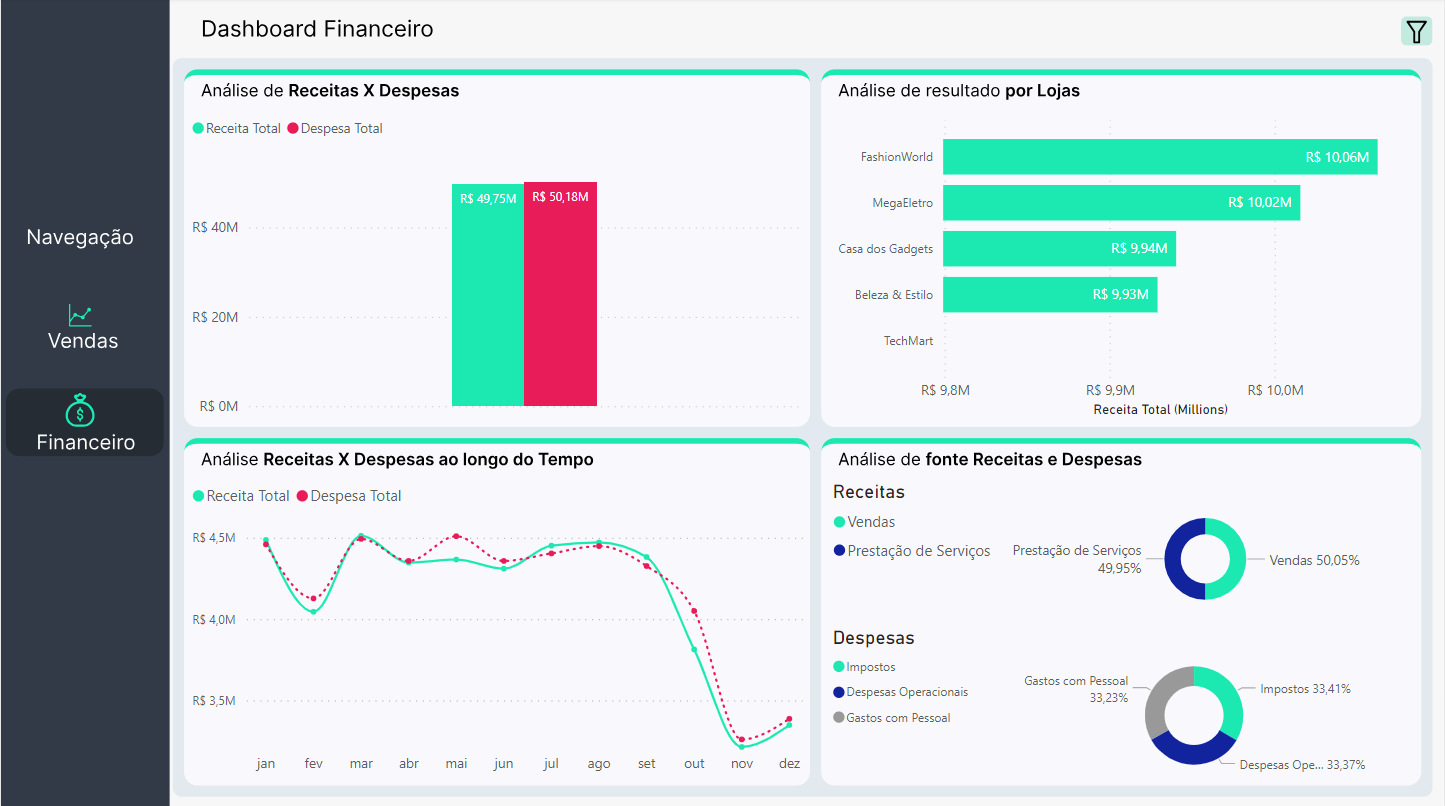 Dashboard Financeiro
Navegação
Vendas
Financeiro
Análise de Receitas X Despesas
Receita Total Despesa Total
R$ 49,75M R$ 50,18M
R$ 40M
R$ 20M
R$ 0M
Análise de resultado por Lojas
FashionWorld R$ 10,06M
MegaEletro R$ 10,02M
Casa dos Gadgets R$ 9,94M
Beleza & Estilo R$ 9,93M
TechMart
R$ 9,8M R$ 9,9M R$ 10,0M
Receita Total (Millions)
Análise Receitas X Despesas ao longo do Tempo
Receita Total Despesa Total
R$ 4,5M
R$ 4,0M
R$ 3,5M
jan fev mar abr mai jun jul ago set out nov dez
Análise de fonte Receitas e Despesas
Receitas
Vendas
Prestação de Serviços
Prestação de Serviços
49,95%
Vendas 50,05%
Despesas
Impostos
Despesas Operacionais
Gastos com Pessoal
Gastos com Pessoal
33,23%
Impostos 33,41%
Despesas Ope... 33,37%